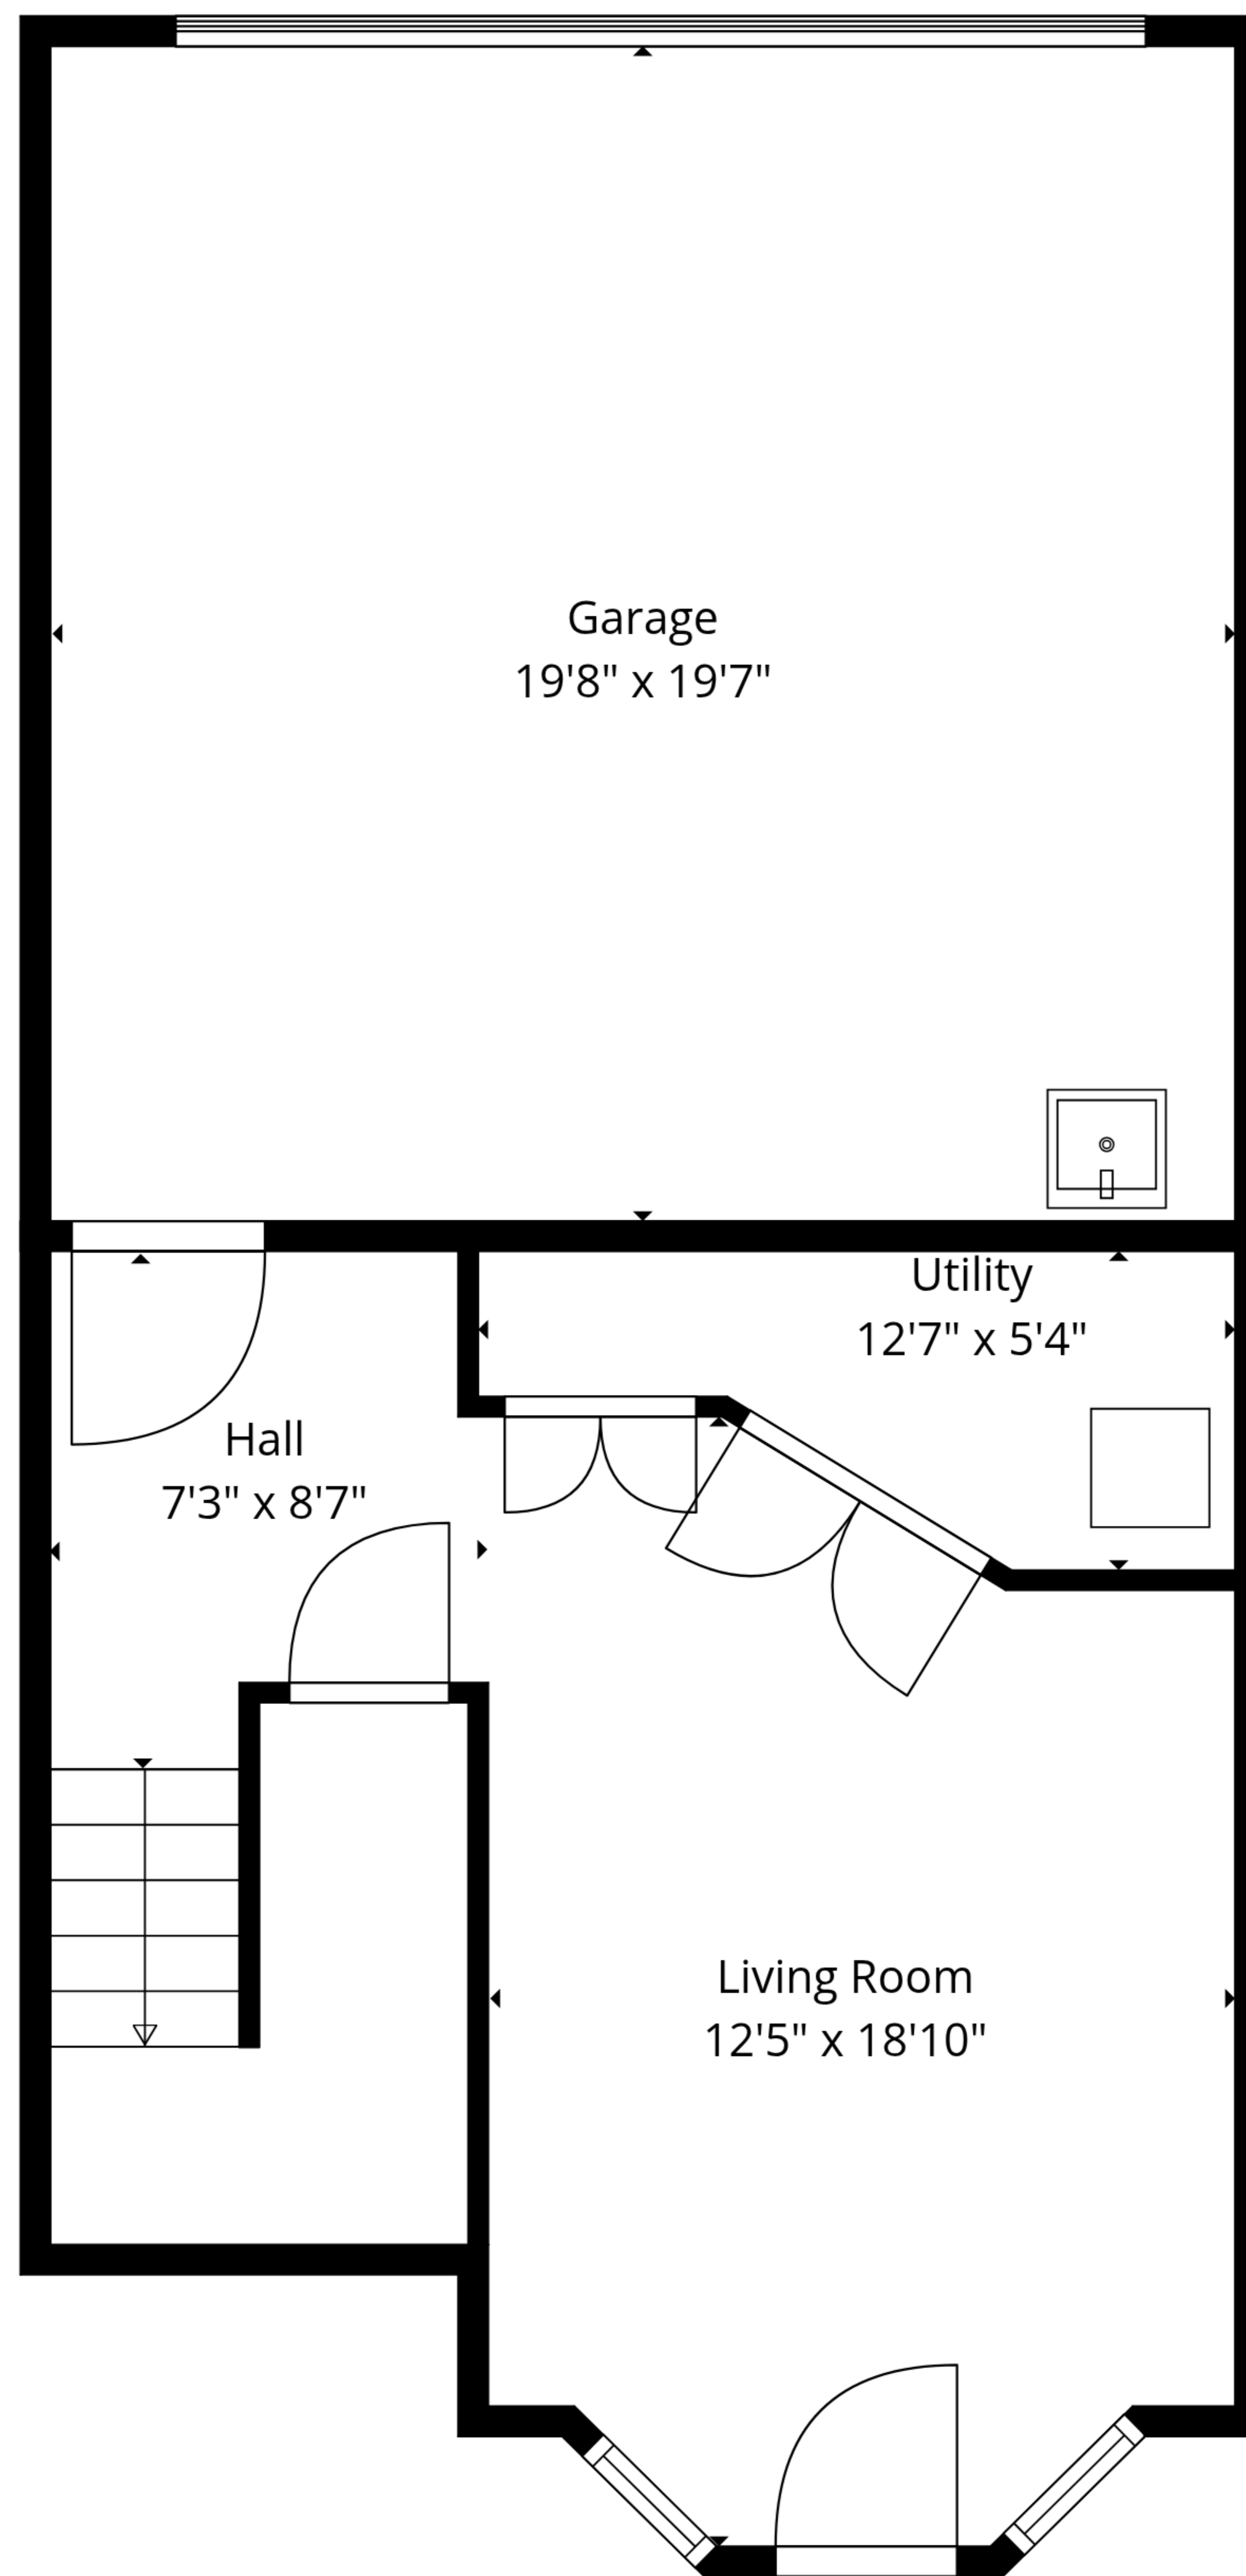 Garage
19'8" x 19'7"
Utility
12'7" x 5'4"
Hall
7'3" x 8'7"
Living Room
12'5" x 18'10"